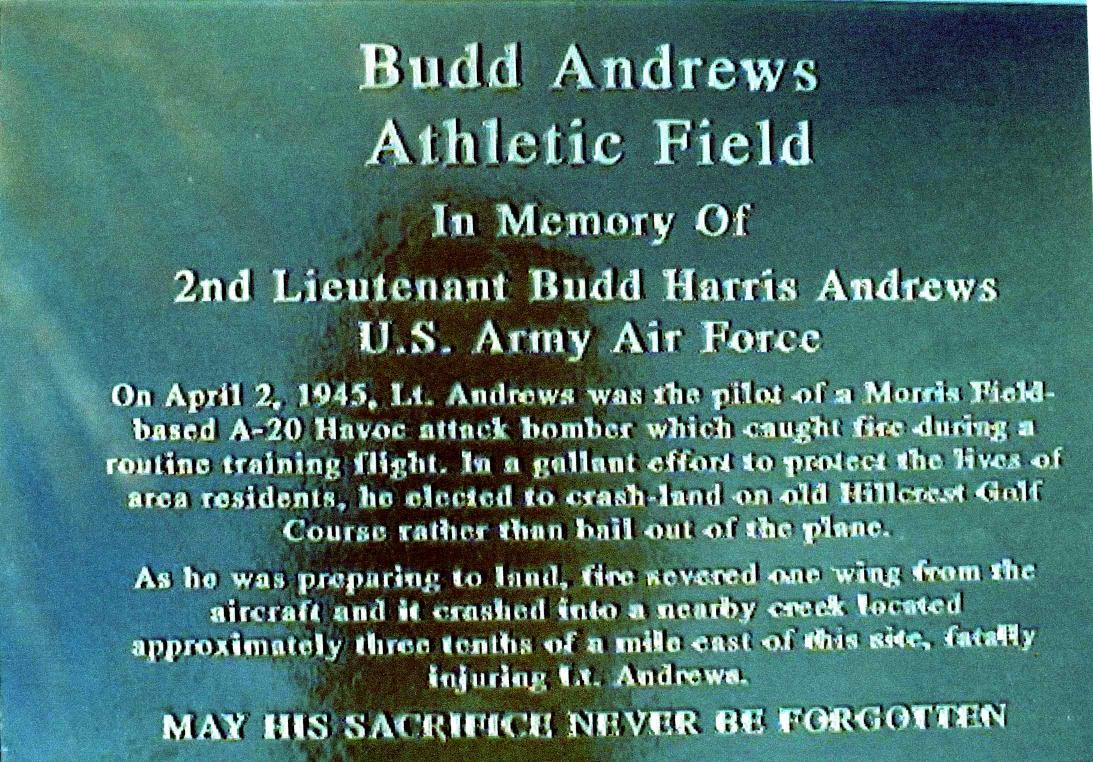 Budd Andrews
Athletic Field
In Memory Of
2nd Lieutenant Budd Harris Andrews
U.S. Army Air Force
On April 2, 1945, Lt. Andrews was the pilot of a Morris Field-
based A-20 Havoc attack bomber which caught fire during a
routine training flight. In a gallant effort to protect the lives of
area residents, he elected to crash-land on old Hillcrest Golf
Course rather than bail out of the plane.
As he was preparing to land, fire severed one wing from the
aircraft and it crashed into a nearby creek located
approximately three tenths of a mile east of this site, fatally
injuring Lt. Andrews.
MAY HIS SACRIFICE NEVER BE FORGOTTEN